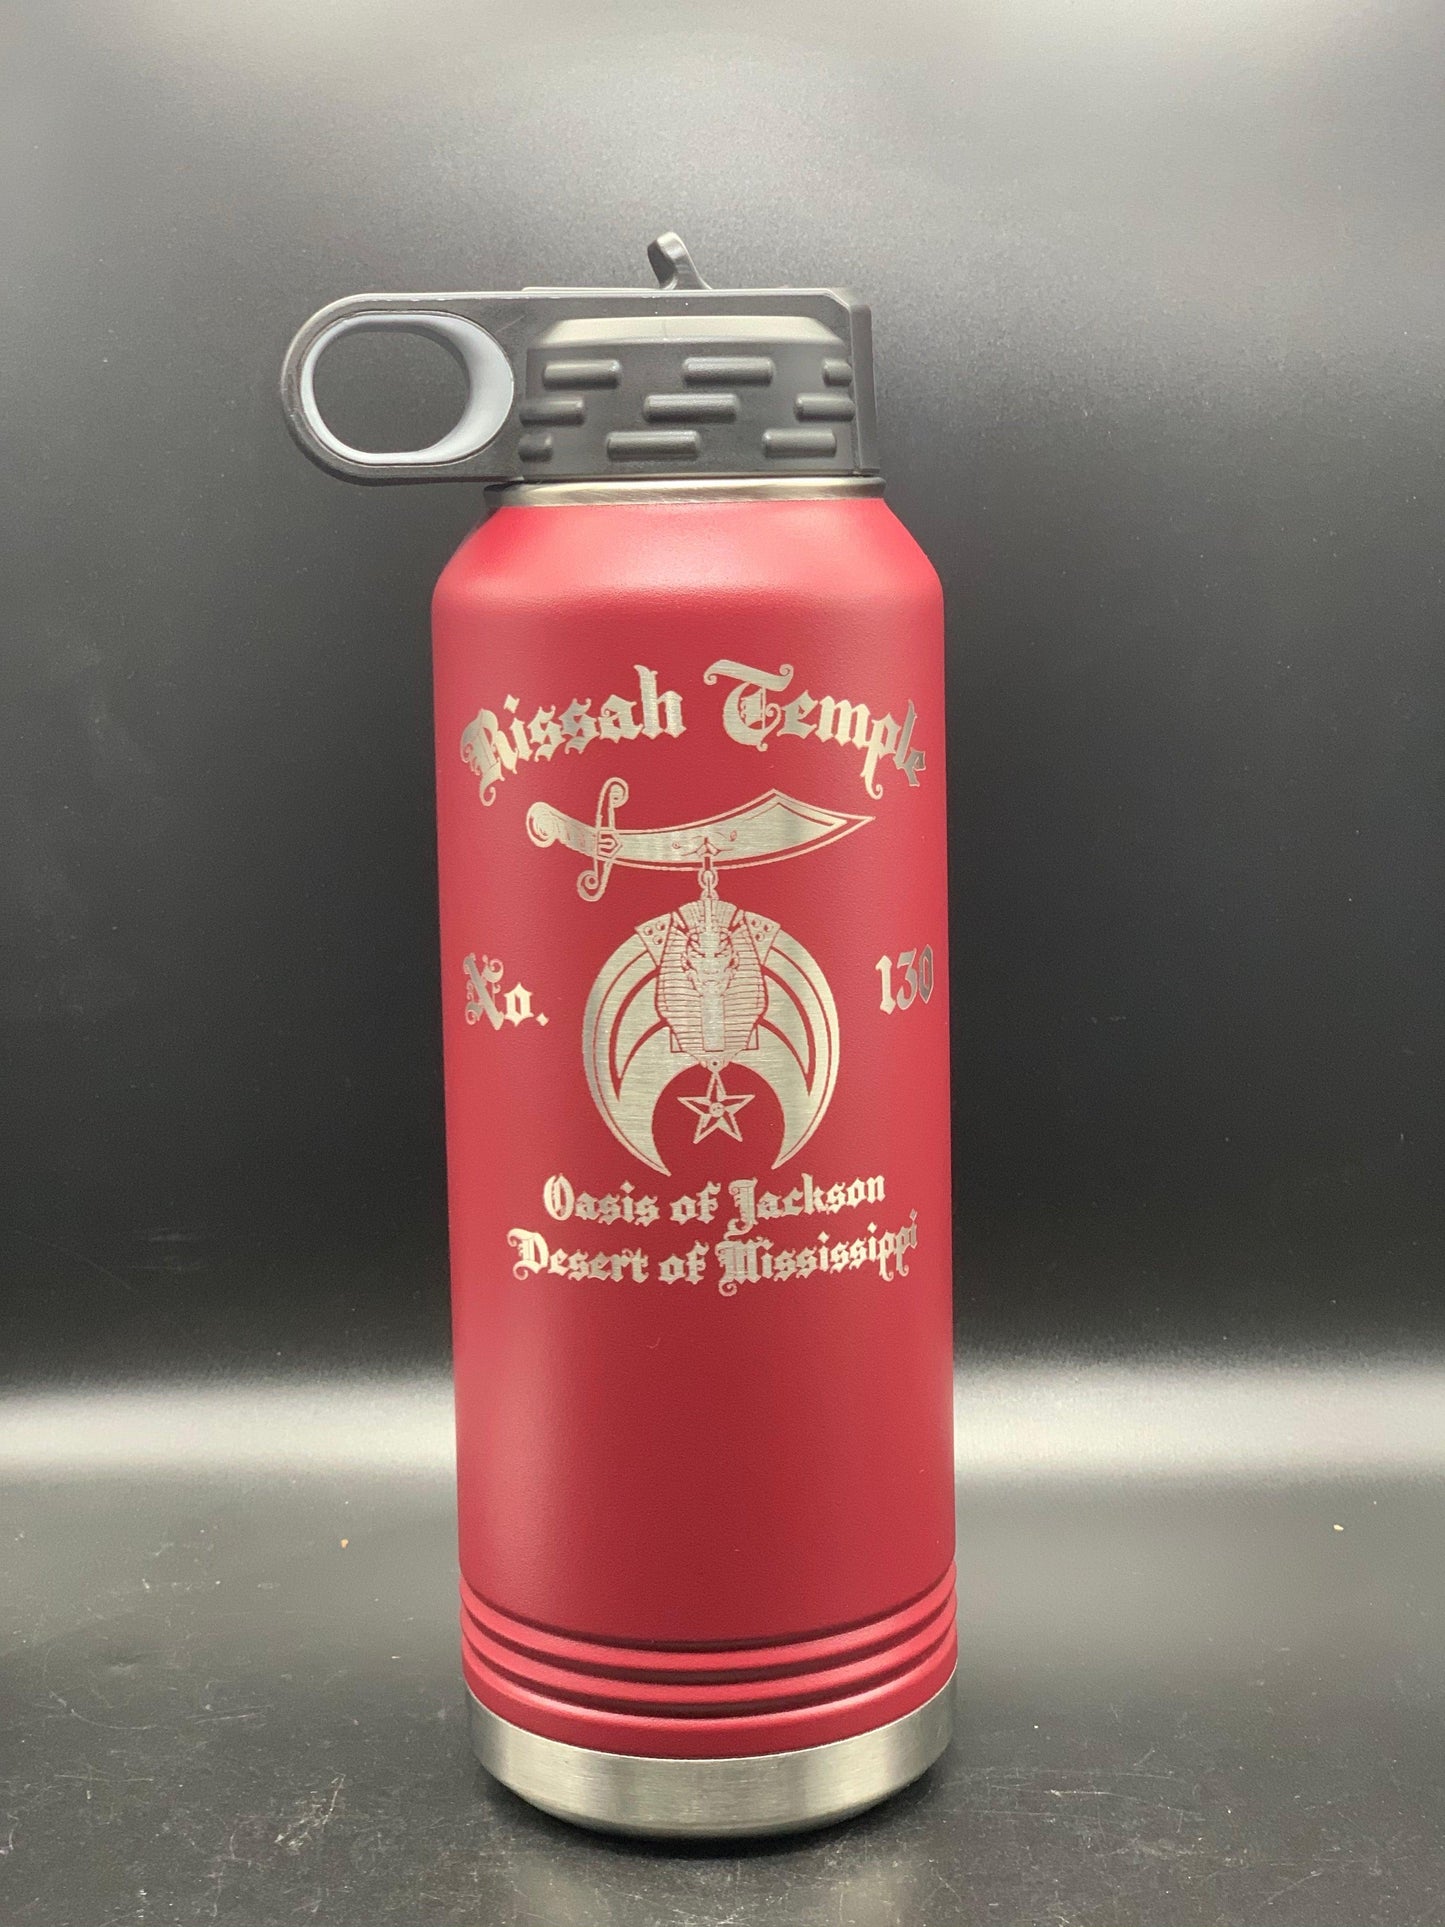 Rissah Temple
No. 130
Oasis of Jackson
Desert of Mississippi